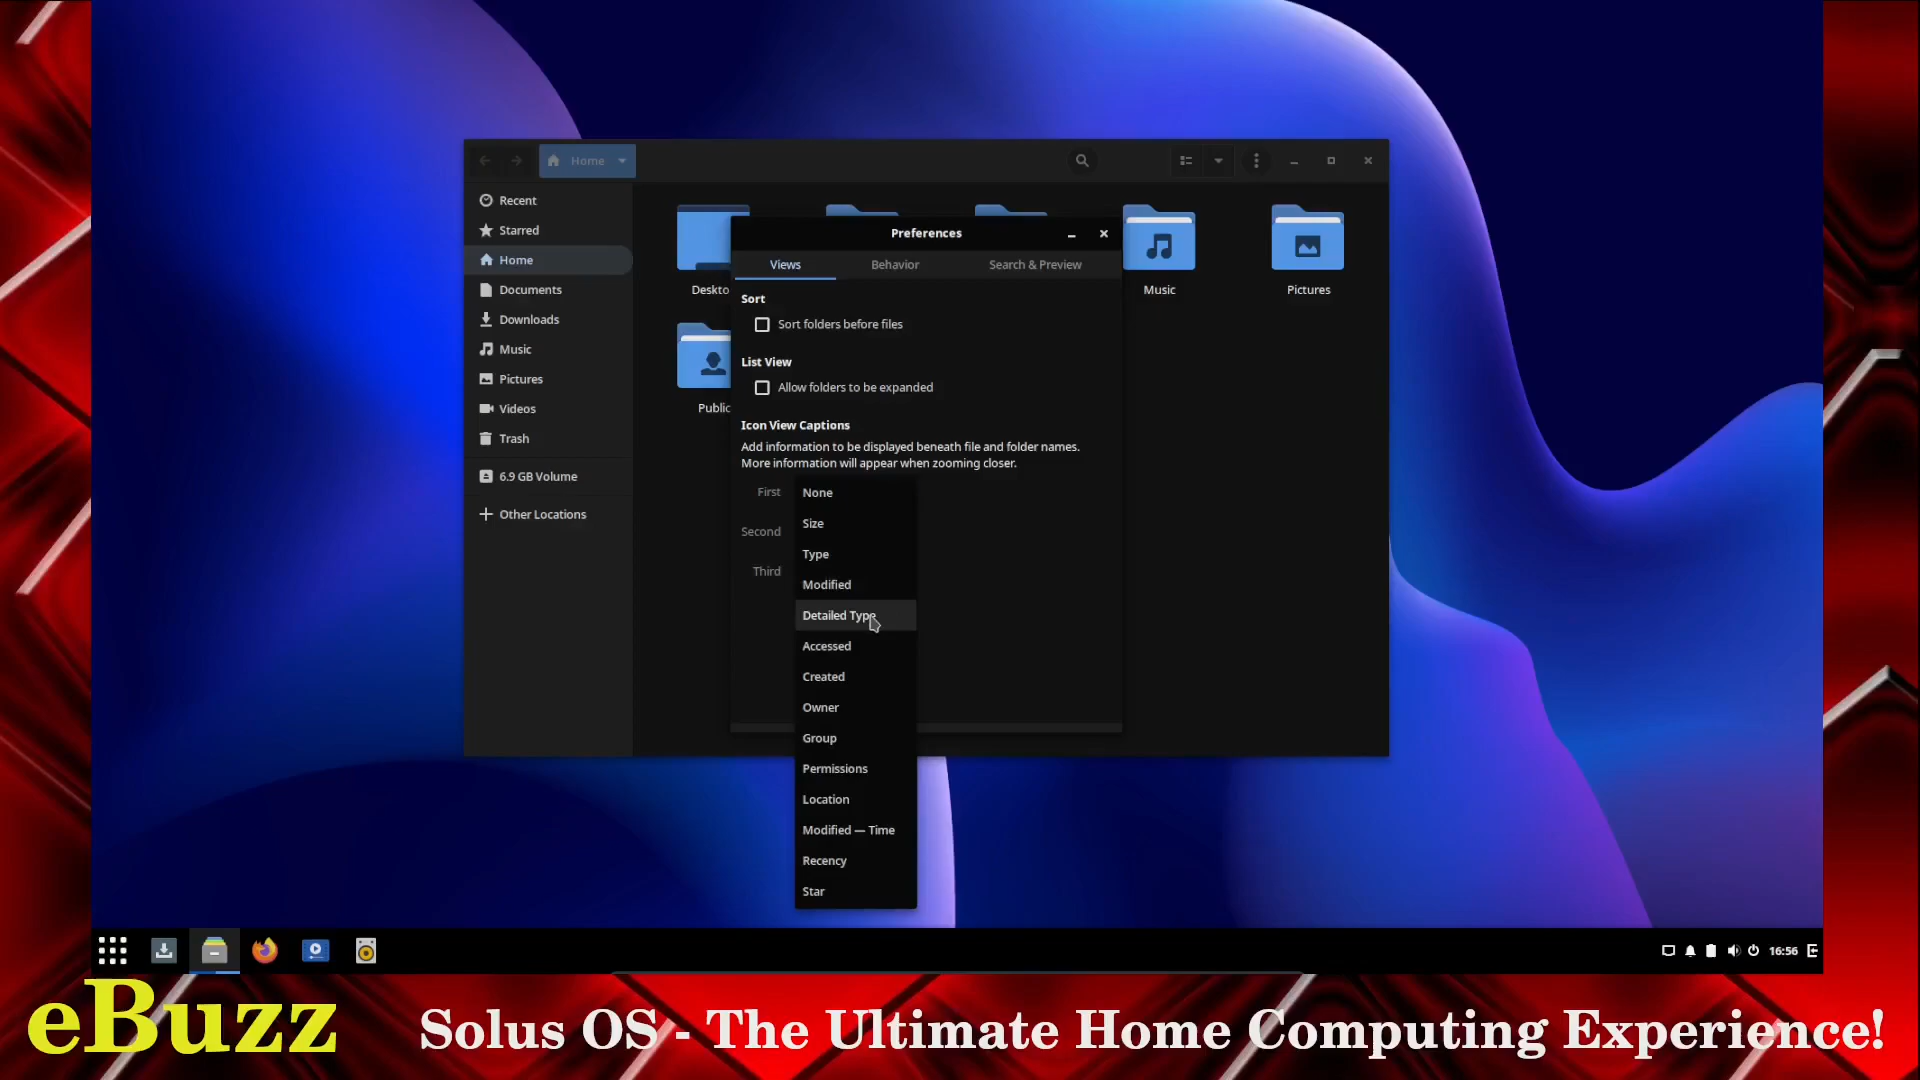 Home
Recent
Starred
Home
Documents
Downloads
Music
Pictures
Videos
Trash
6.9 GB Volume
Other Locations
Deskto
Music
Pictures
Public
Preferences
Views
Behavior
Search & Preview
Sort
Sort folders before files
List View
Allow folders to be expanded
Icon View Captions
Add information to be displayed beneath file and folder names.
More information will appear when zooming closer.
First
Second
Third
None
Size
Type
Modified
Detailed Type
Accessed
Created
Owner
Group
Permissions
Location
Modified — Time
Recency
Star
16:56
eBuzz
Solus OS - The Ultimate Home Computing Experience!